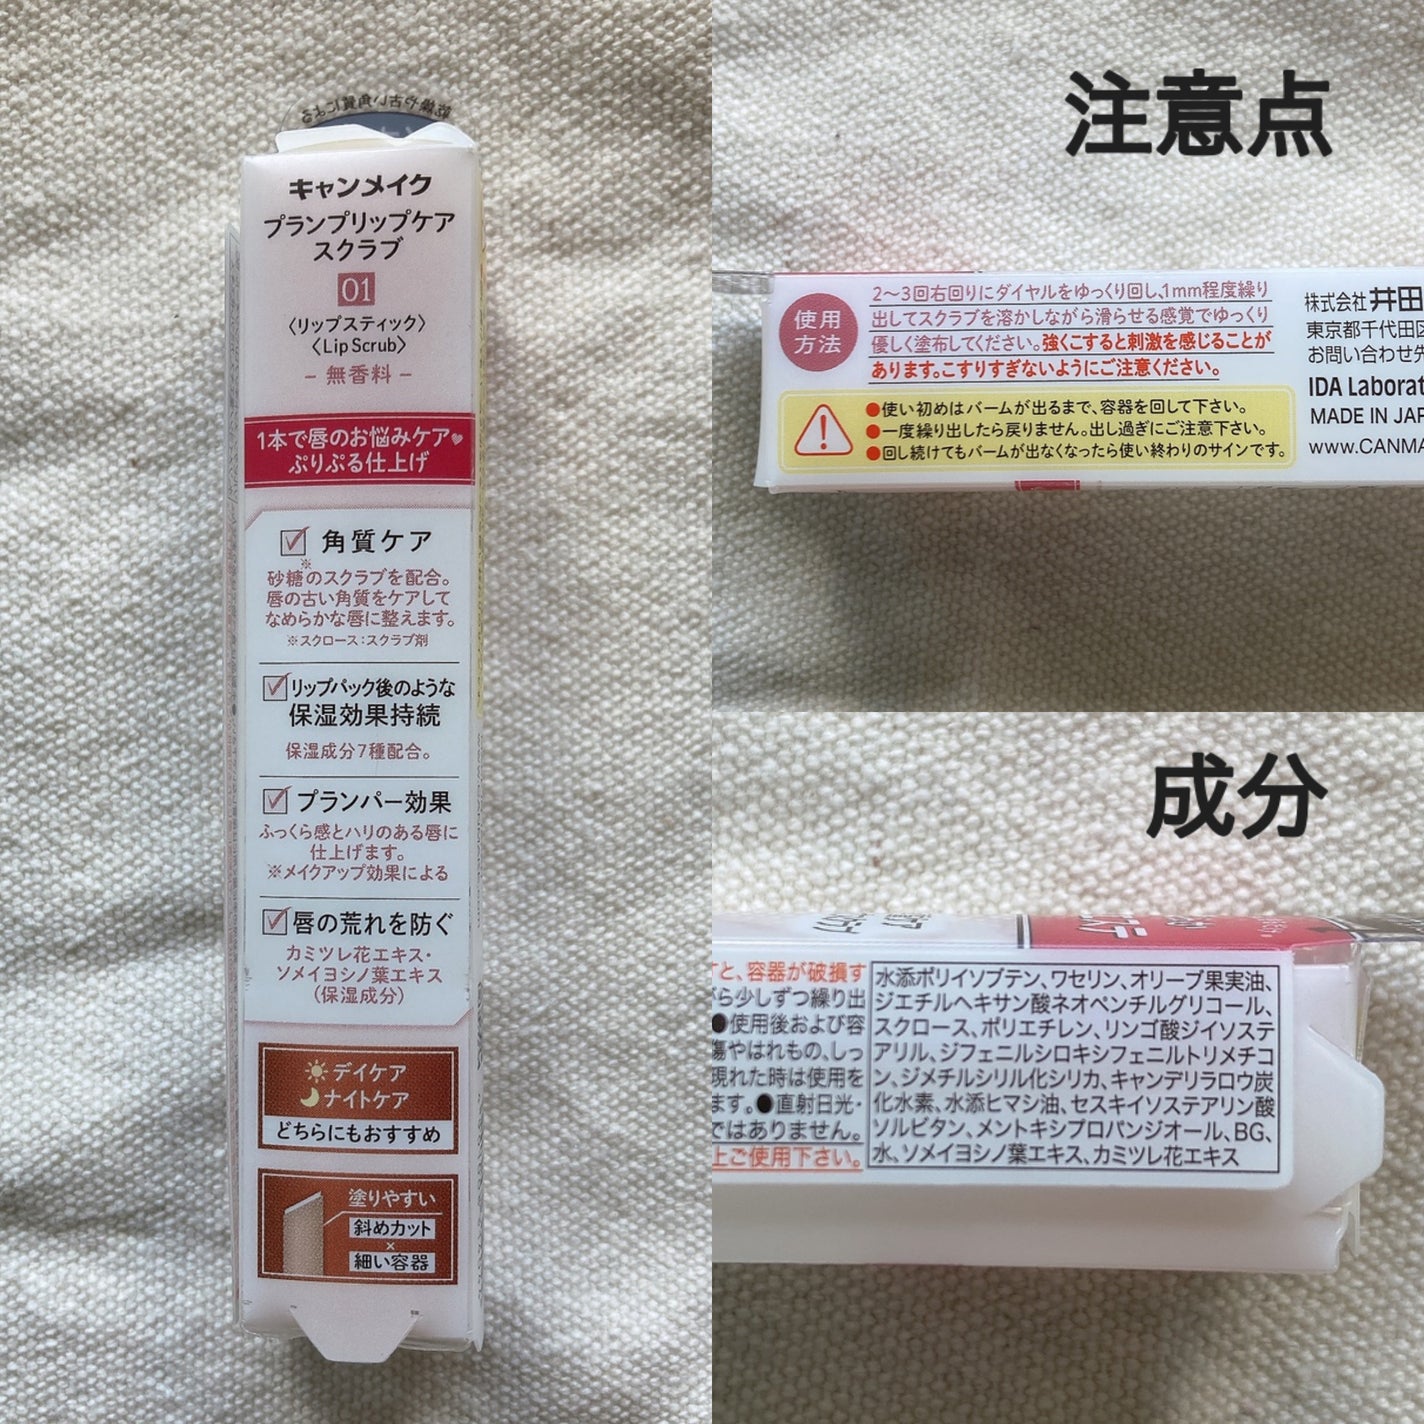 キャンメイク
プランプリップケア
スクラブ
01
〈リップスティック〉
〈Lip Scrub〉
– 無香料 –
1本で唇のお悩みケア♥
ぷりぷる仕上げ
角質ケア
※
砂糖のスクラブを配合。
唇の古い角質をケアして
なめらかな唇に整えます。
※スクロース：スクラブ剤
リップパック後のような
保湿効果持続
保湿成分7種配合。
プランパー効果
ふっくら感とハリのある唇に
仕上げます。
※メイクアップ効果による
唇の荒れを防ぐ
カミツレ花エキス・
ソメイヨシノ葉エキス
(保湿成分)
デイケア
ナイトケア
どちらにもおすすめ
塗りやすい
斜めカット
×
細い容器
注意点
使用
方法
2〜3回右回りにダイヤルをゆっくり回し、1mm程度繰り
出してスクラブを溶かしながら滑らせる感覚でゆっくり
優しく塗布してください。強くこすると刺激を感じることが
あります。こすりすぎないようにご注意ください。
●使い初めはバームが出るまで、容器を回して下さい。
●一度繰り出したら戻りません。出し過ぎにご注意下さい。
●回し続けてもバームが出なくなったら使い終わりのサインです。
株式会社 井田
東京都千代田区
お問い合わせ先
IDA Laborat
MADE IN JAP
www.CANMA
成分
と、容器が破損す
ら少しずつ繰り出
●使用後および容
傷やはれもの、しっ
現れた時は使用を
ます。●直射日光・
ではありません。
上ご使用下さい。
水添ポリイソブテン、ワセリン、オリーブ果実油、
ジエチルヘキサン酸ネオペンチルグリコール、
スクロース、ポリエチレン、リンゴ酸ジイソステ
アリル、ジフェニルシロキシフェニルトリメチコ
ン、ジメチルシリル化シリカ、キャンデリラロウ炭
化水素、水添ヒマシ油、セスキイソステアリン酸
ソルビタン、メントキシプロパンジオール、BG、
水、ソメイヨシノ葉エキス、カミツレ花エキス